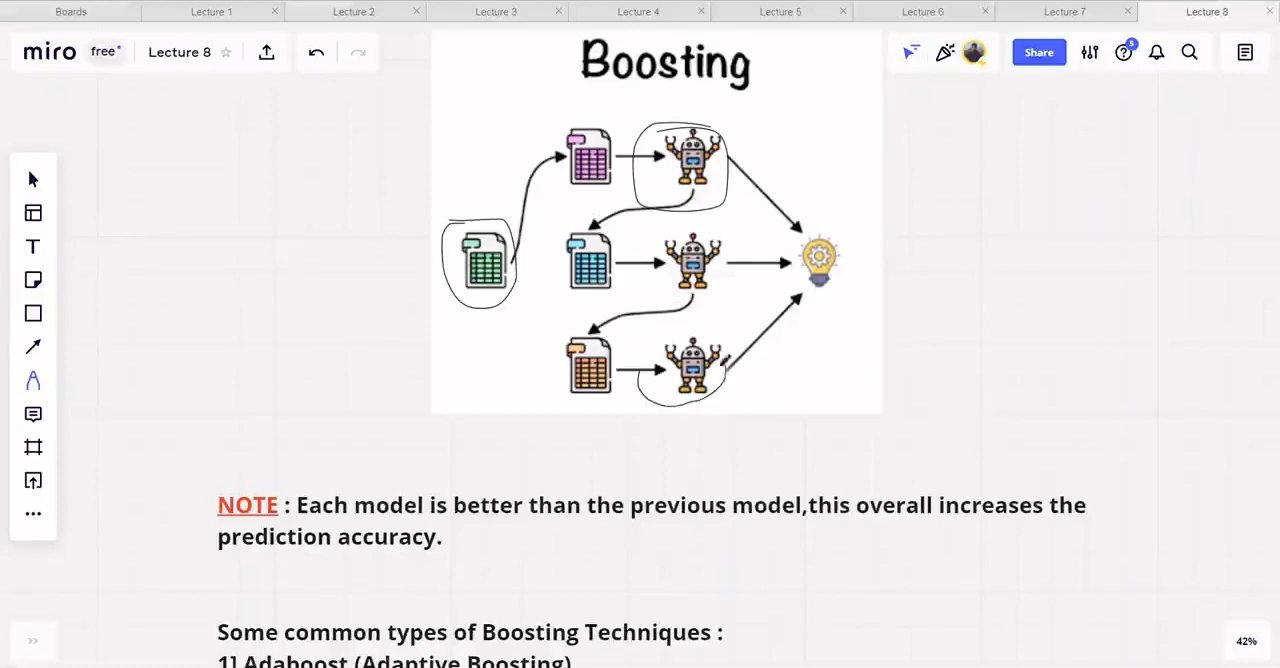 Boards Lecture 1 Lecture 2 Lecture 3 Lecture 4 Lecture 5 Lecture 6 Lecture 7 Lecture 8
miro free Lecture 8 Share 5
Boosting
NOTE : Each model is better than the previous model,this overall increases the
prediction accuracy.
Some common types of Boosting Techniques :
1] Adaboost (Adaptive Boosting)
42%